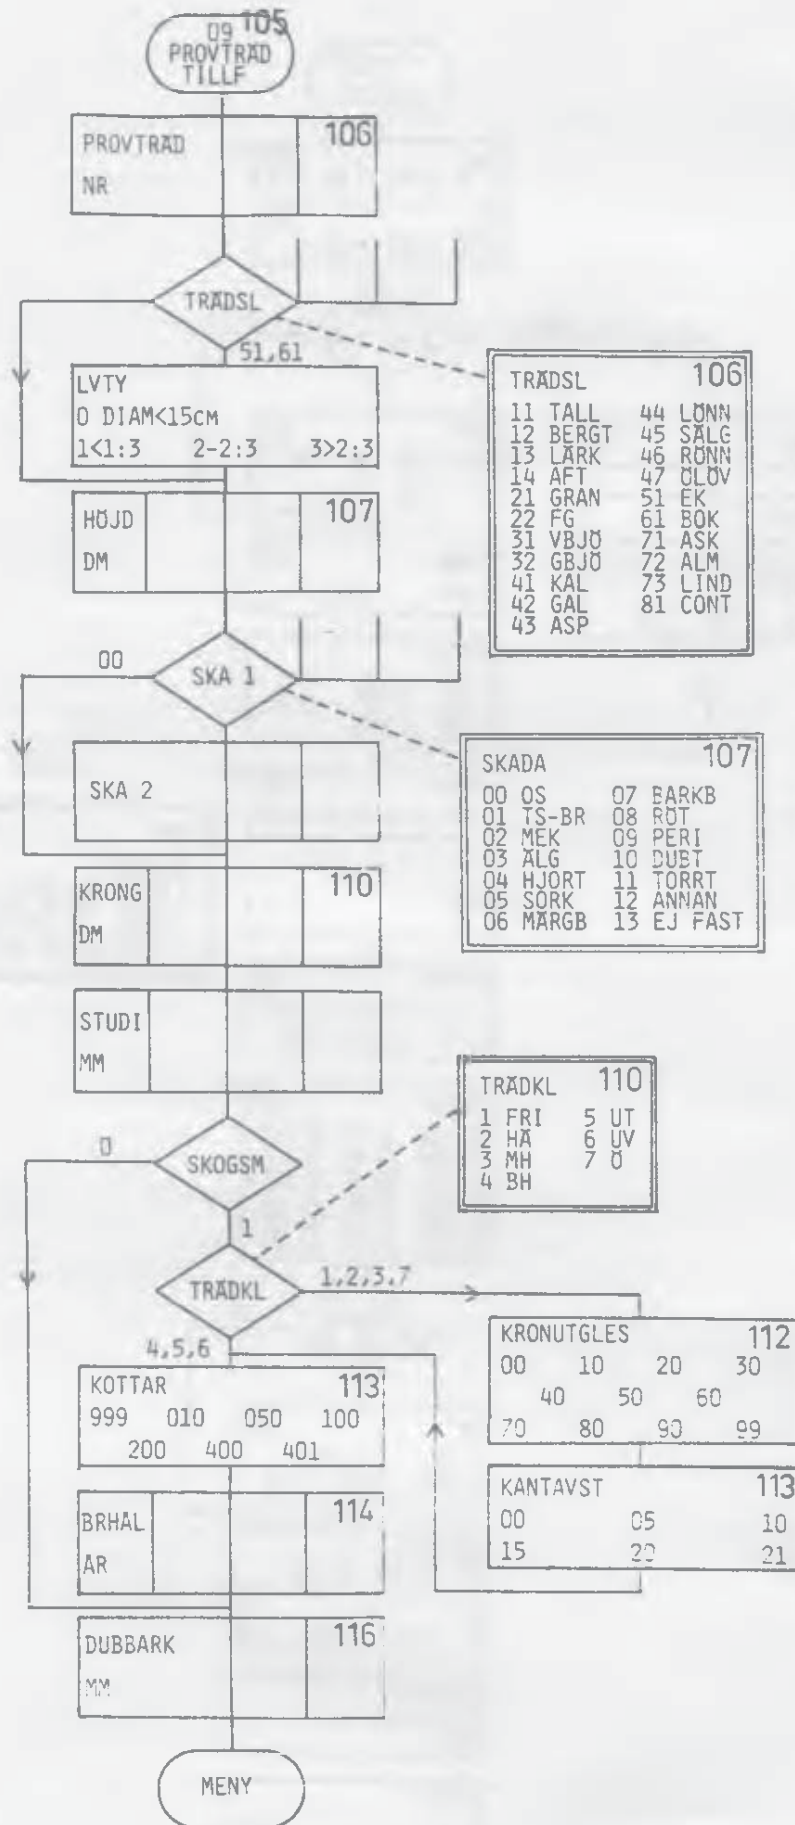 09 105
PROVTRÄD
TILLF
PROVTRÄD 106
NR
TRÄDSL
51,61
LVTY
0 DIAM<15CM
1<1:3 2-2:3 3>2:3
TRÄDSL 106
11 TALL 44 LÖNN
12 BERGT 45 SÄLG
13 LÄRK 46 RÖNN
14 AFT 47 ÖLÖV
21 GRAN 51 EK
22 FG 61 BOK
31 VBJÖ 71 ASK
32 GBJÖ 72 ALM
41 KAL 73 LIND
42 GAL 81 CONT
43 ASP
HÖJD 107
DM
00
SKA 1
SKA 2
SKADA 107
00 OS 07 BARKB
01 TS-BR 08 RÖT
02 MEK 09 PERI
03 ÄLG 10 DUBT
04 HJORT 11 TORRT
05 SORK 12 ANNAN
06 MÄRGB 13 EJ FAST
KRONG 110
DM
STUDI
MM
TRÄDKL 110
1 FRI 5 UT
2 HÄ 6 UV
3 MH 7 Ö
4 BH
0
SKOGSM
1
TRÄDKL
1,2,3,7
4,5,6
KRONUTGLES 112
00 10 20 30
40 50 60
70 80 90 99
KOTTAR 113
999 010 050 100
200 400 401
KANTAVST 113
00 05 10
15 20 21
BRHÅL 114
ÅR
DUBBARK 116
MM
MENY